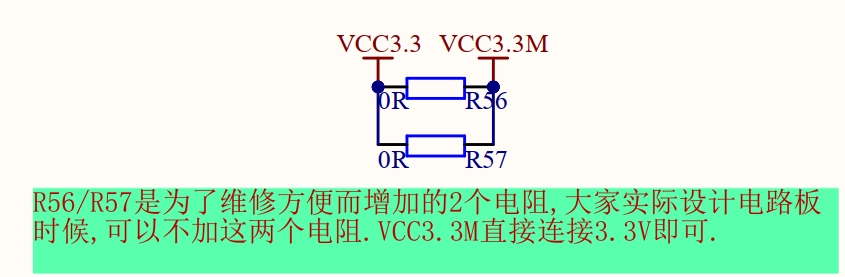 VCC3.3 VCC3.3M
0R R56
0R R57
R56/R57是为了维修方便而增加的2个电阻,大家实际设计电路板
时候,可以不加这两个电阻.VCC3.3M直接连接3.3V即可.